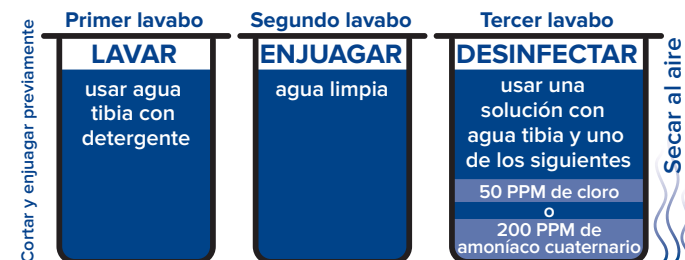 Cortar y enjuagar previamente
Primer lavabo
LAVAR
usar agua
tibia con
detergente
Segundo lavabo
ENJUAGAR
agua limpia
Tercer lavabo
DESINFECTAR
usar una
solución con
agua tibia y uno
de los siguientes
50 PPM de cloro
o
200 PPM de
amoníaco cuaternario
Secar al aire